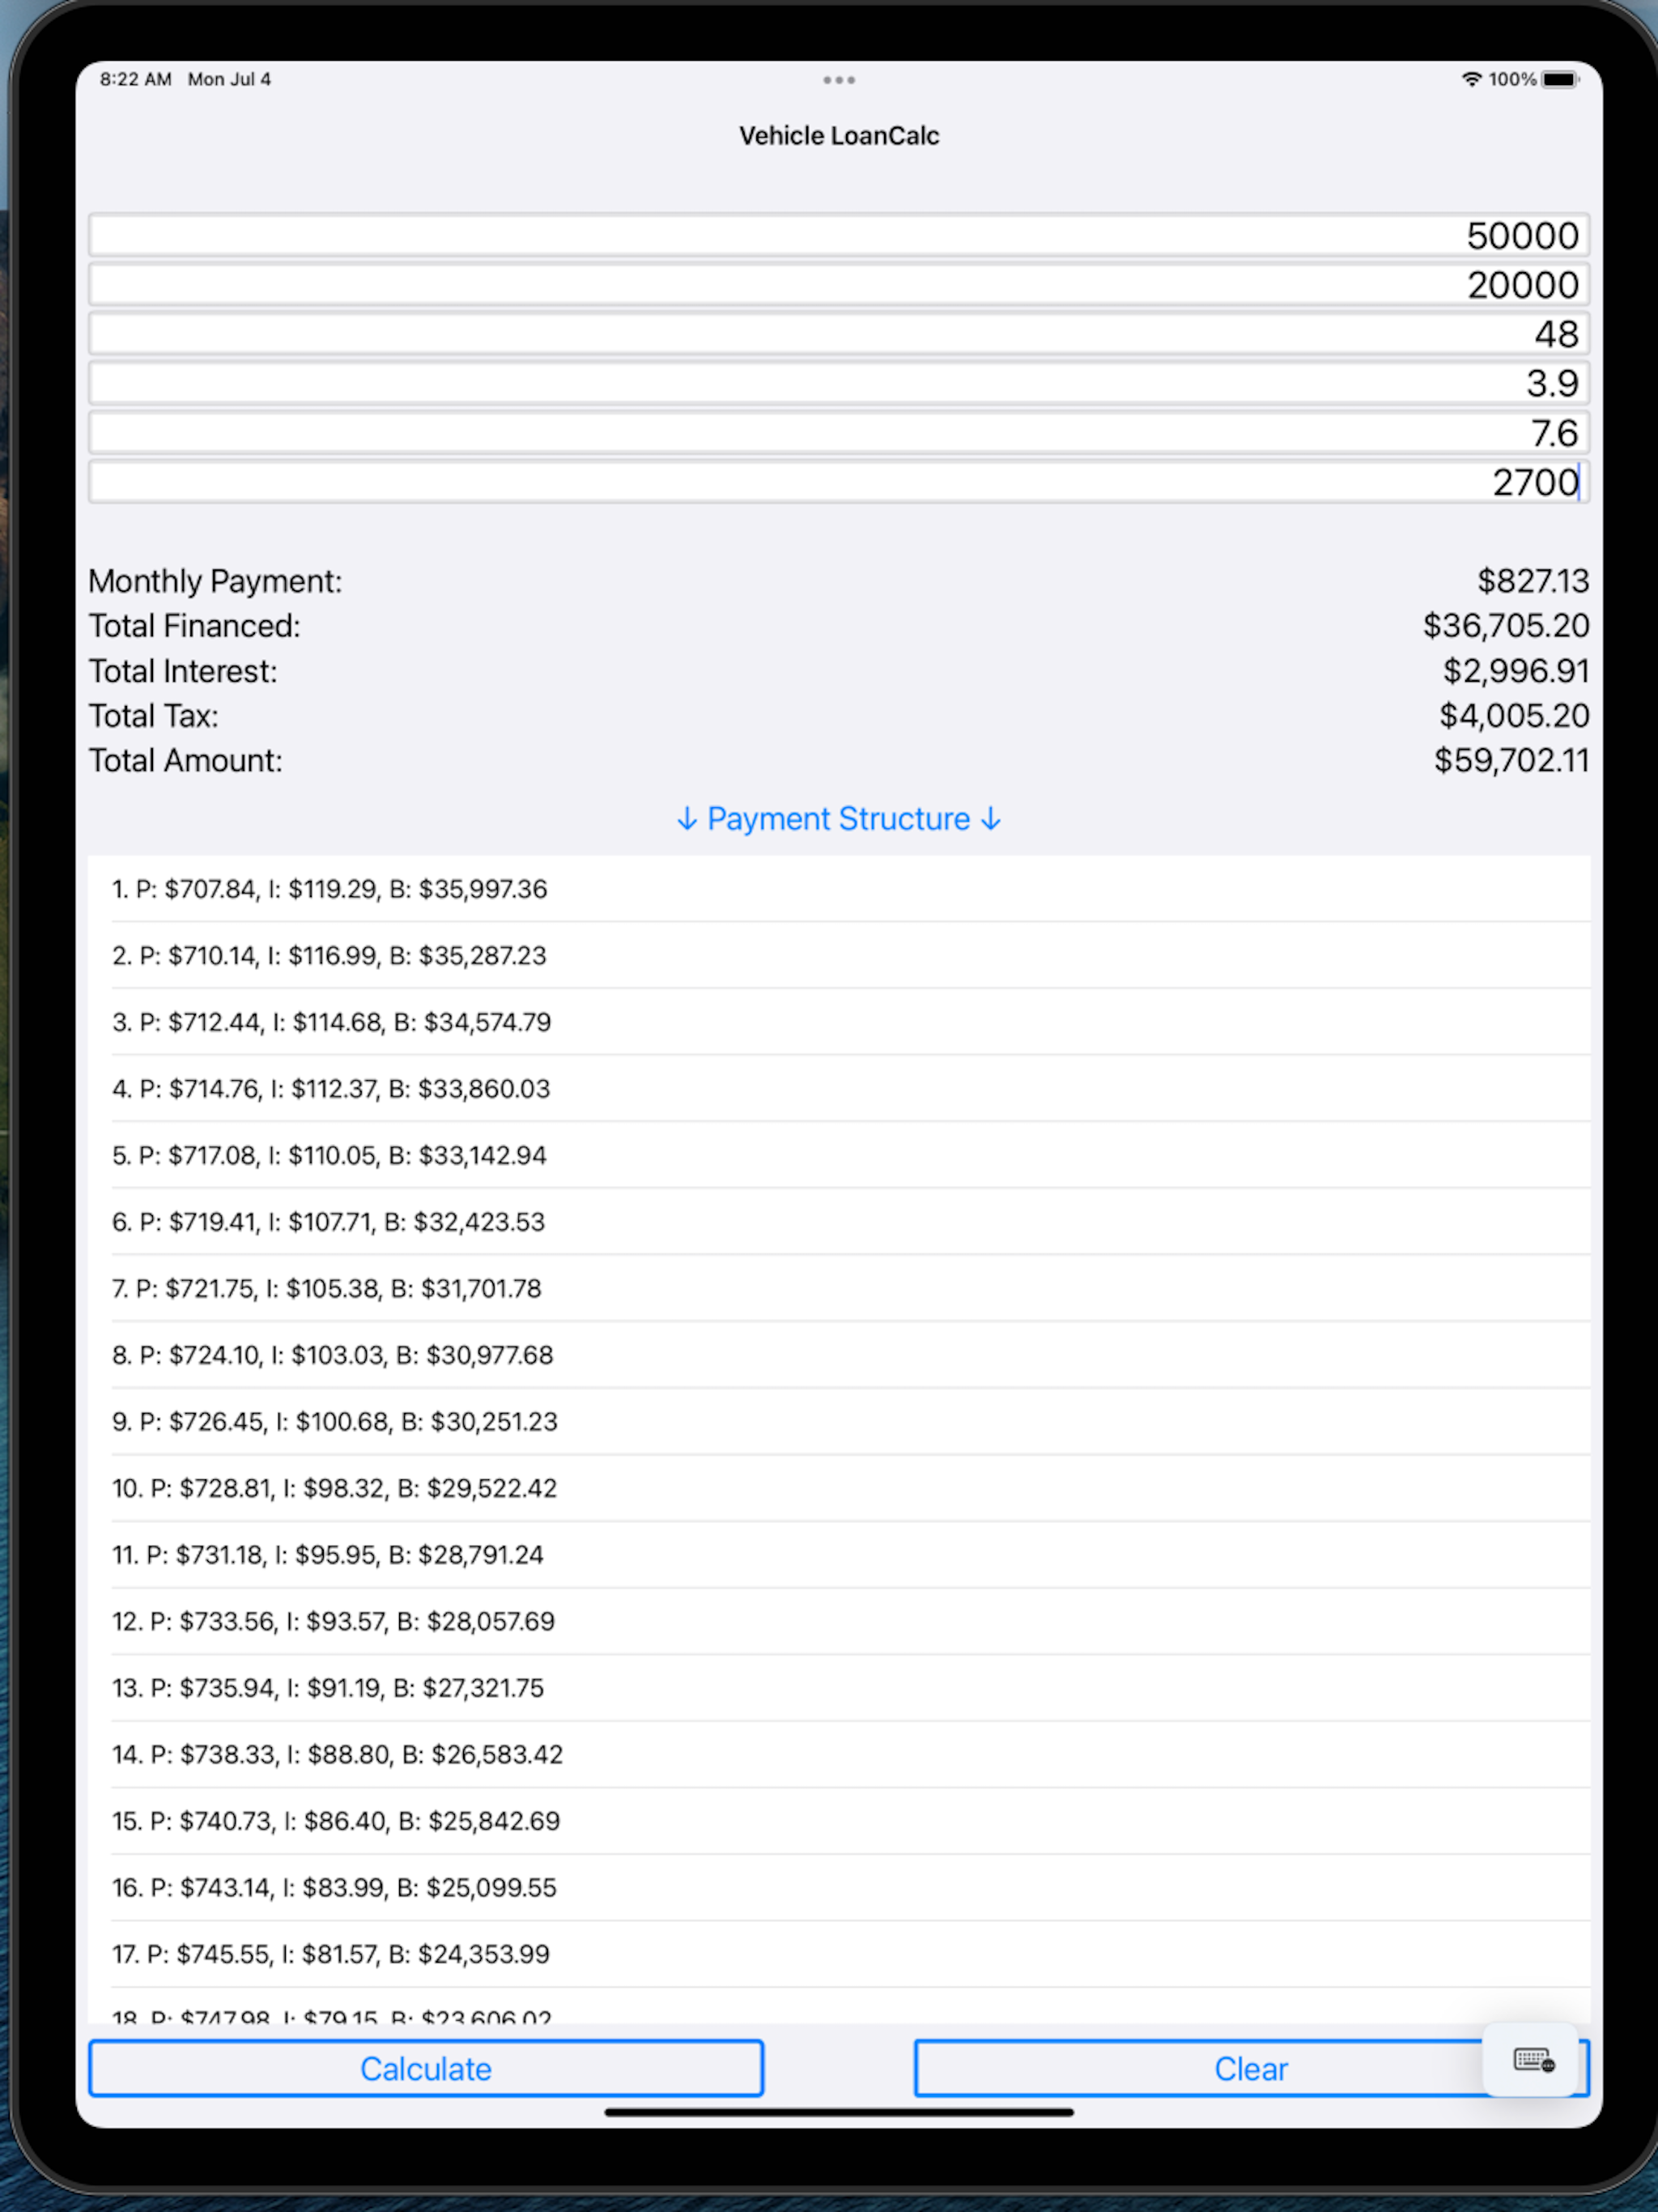 8:22 AM Mon Jul 4
100%
Vehicle LoanCalc
50000
20000
48
3.9
7.6
2700
Monthly Payment: $827.13
Total Financed: $36,705.20
Total Interest: $2,996.91
Total Tax: $4,005.20
Total Amount: $59,702.11
↓ Payment Structure ↓
1. P: $707.84, I: $119.29, B: $35,997.36
2. P: $710.14, I: $116.99, B: $35,287.23
3. P: $712.44, I: $114.68, B: $34,574.79
4. P: $714.76, I: $112.37, B: $33,860.03
5. P: $717.08, I: $110.05, B: $33,142.94
6. P: $719.41, I: $107.71, B: $32,423.53
7. P: $721.75, I: $105.38, B: $31,701.78
8. P: $724.10, I: $103.03, B: $30,977.68
9. P: $726.45, I: $100.68, B: $30,251.23
10. P: $728.81, I: $98.32, B: $29,522.42
11. P: $731.18, I: $95.95, B: $28,791.24
12. P: $733.56, I: $93.57, B: $28,057.69
13. P: $735.94, I: $91.19, B: $27,321.75
14. P: $738.33, I: $88.80, B: $26,583.42
15. P: $740.73, I: $86.40, B: $25,842.69
16. P: $743.14, I: $83.99, B: $25,099.55
17. P: $745.55, I: $81.57, B: $24,353.99
18. P: $747.98, I: $79.15, B: $23,606.02
Calculate
Clear